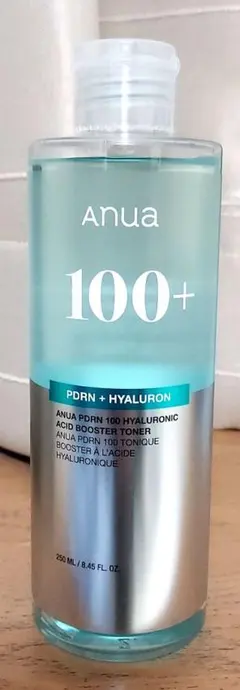 Anua
100+
PDRN + HYALURON
ANUA PDRN 100 HYALURONIC
ACID BOOSTER TONER
ANUA PDRN 100 TONIQUE
BOOSTER À L'ACIDE
HYALURONIQUE
250 ML / 8.45 FL. OZ.